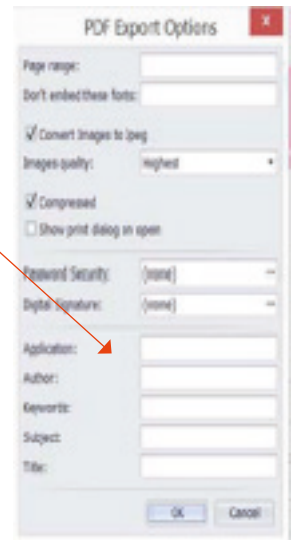 PDF Export Options
Page range:
Don't embed these fonts:
Convert Images to Jpeg
Images quality: Highest
Compressed
Show print dialog on open
Password Security: (none)
Digital Signature: (none)
Application:
Author:
Keywords:
Subject:
Title:
OK Cancel